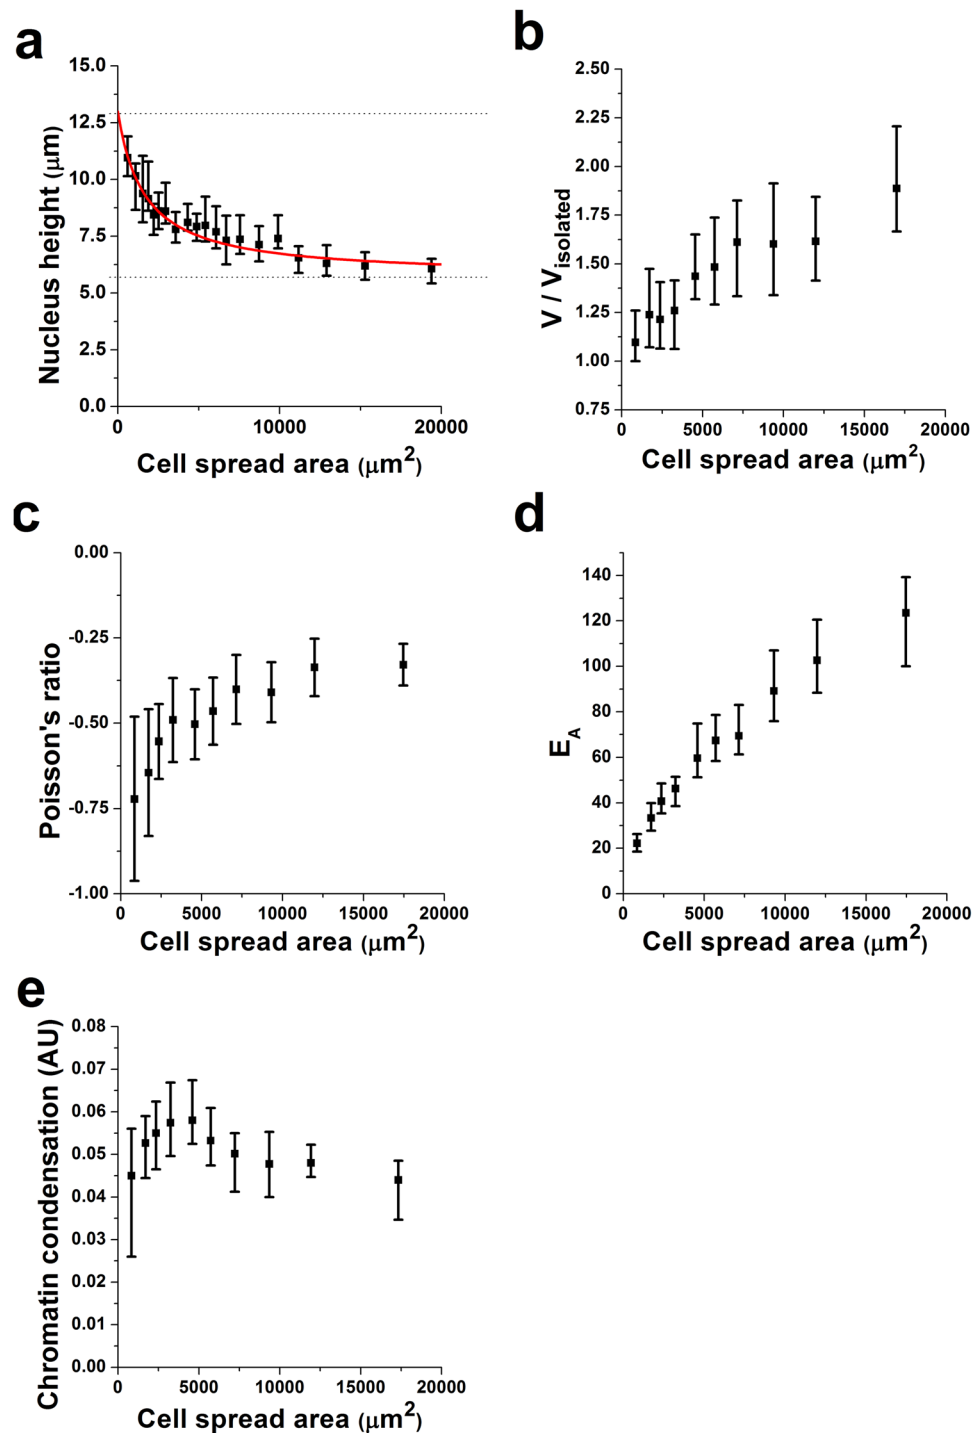 a
15.0
12.5
10.0
7.5
5.0
2.5
0.0
Nucleus height (μm)
0 10000 20000
Cell spread area (μm²)
b
2.50
2.25
2.00
1.75
1.50
1.25
1.00
0.75
V / Visolated
0 5000 10000 15000 20000
Cell spread area (μm²)
c
0.00
-0.25
-0.50
-0.75
-1.00
Poisson's ratio
0 5000 10000 15000 20000
Cell spread area (μm²)
d
140
120
100
80
60
40
20
0
EA
0 5000 10000 15000 20000
Cell spread area (μm²)
e
0.08
0.07
0.06
0.05
0.04
0.03
0.02
0.01
0.00
Chromatin condensation (AU)
0 5000 10000 15000 20000
Cell spread area (μm²)